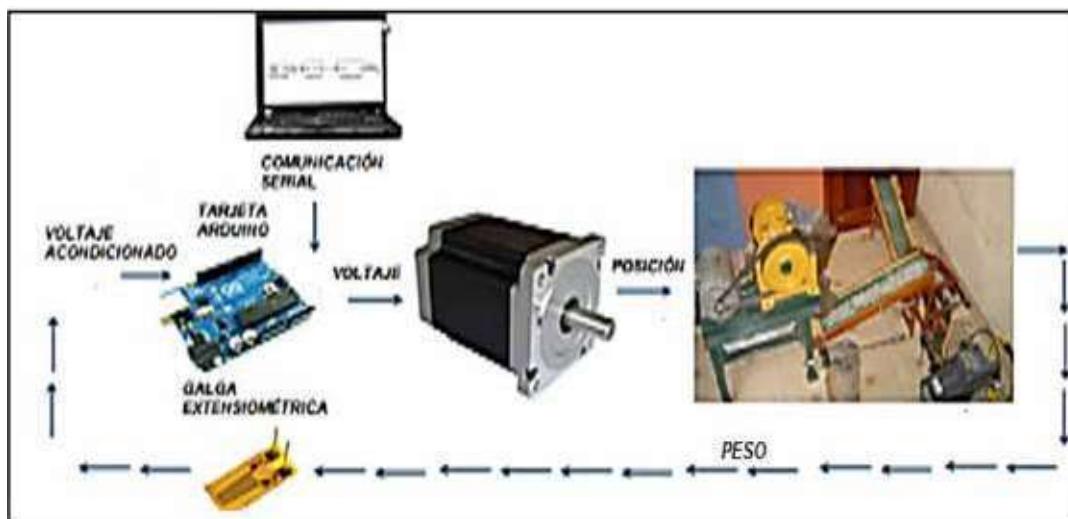 COMUNICACIÓN
SERIAL
TARJETA
ARDUINO
VOLTAJE
ACONDICIONADO
VOLTAJE
POSICIÓN
GALGA
EXTENSIOMÉTRICA
PESO